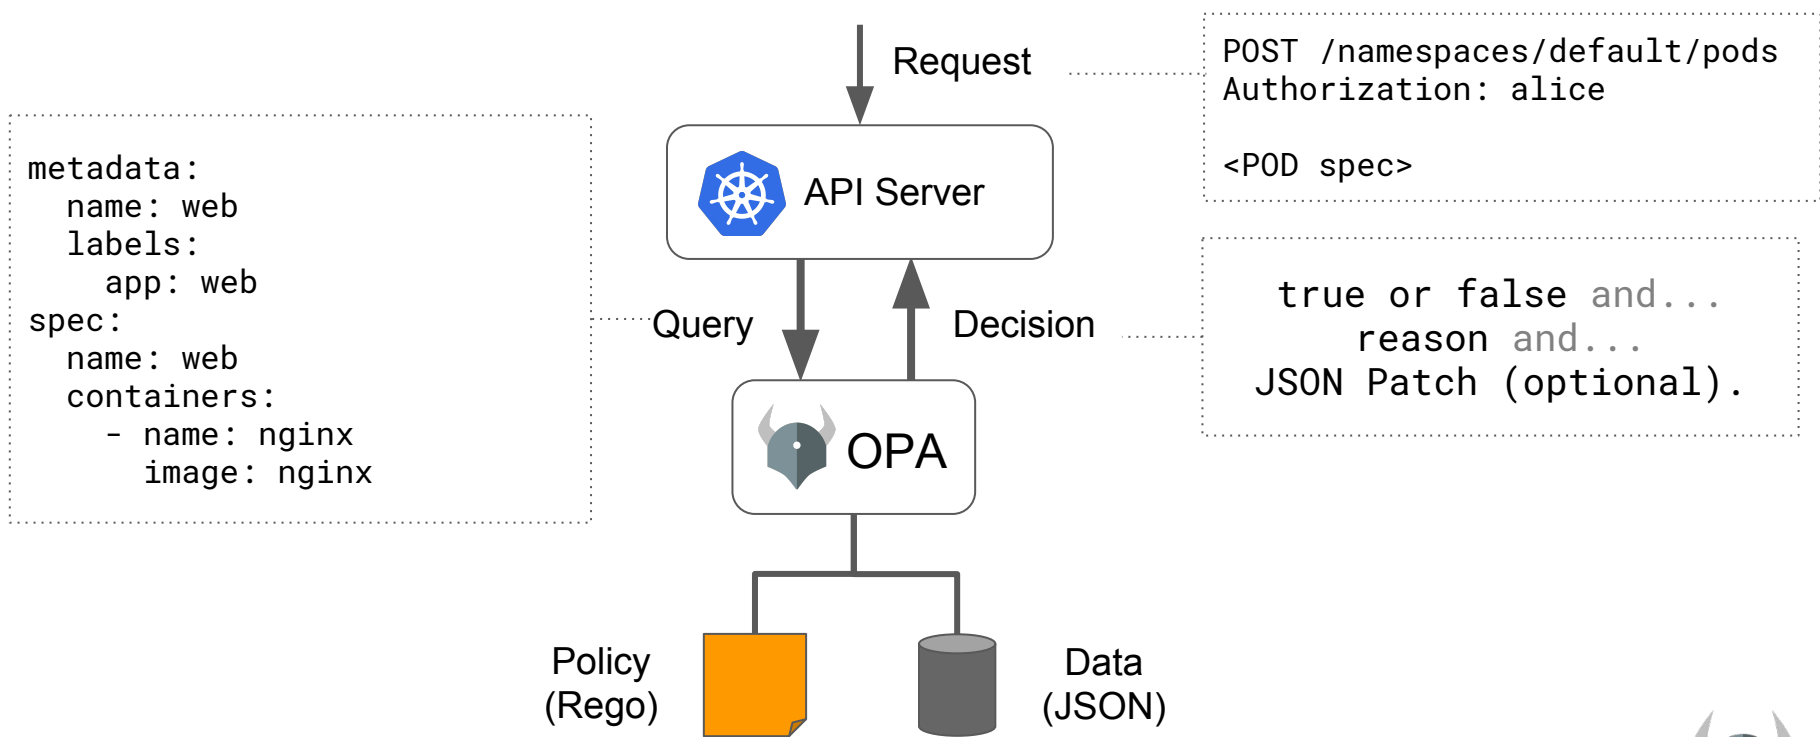 Request
POST /namespaces/default/pods
Authorization: alice
<POD spec>
metadata:
  name: web
  labels:
    app: web
spec:
  name: web
  containers:
    - name: nginx
      image: nginx
API Server
Query
Decision
true or false and...
reason and...
JSON Patch (optional).
OPA
Policy
(Rego)
Data
(JSON)